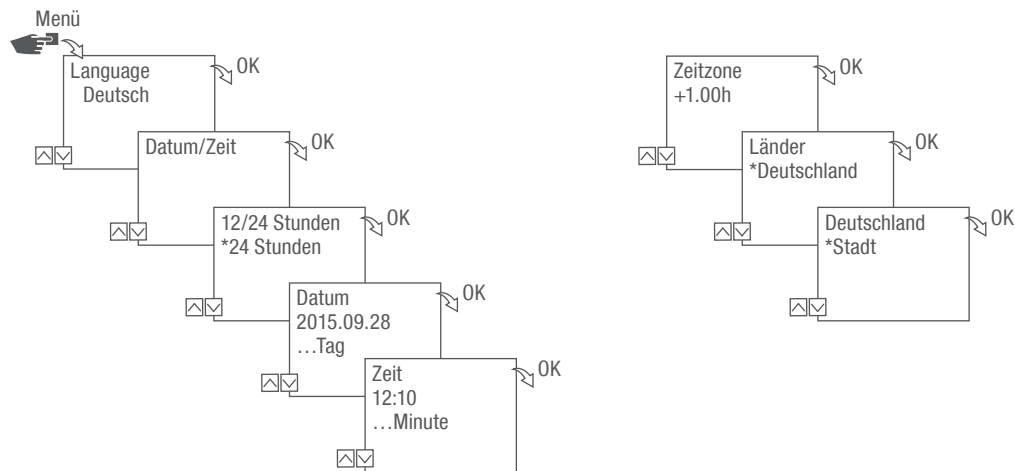 Menü
Language
Deutsch
OK
Datum/Zeit
OK
12/24 Stunden
*24 Stunden
OK
Datum
2015.09.28
…Tag
OK
Zeit
12:10
…Minute
OK
Zeitzone
+1.00h
OK
Länder
*Deutschland
OK
Deutschland
*Stadt
OK